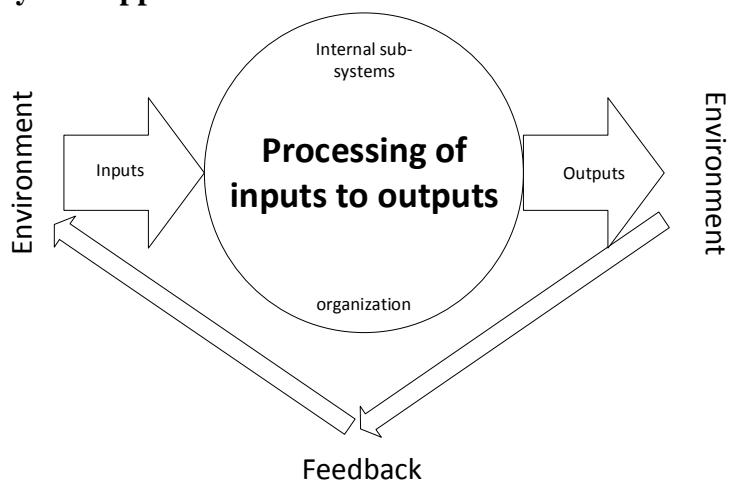 Internal sub-
systems
Environment
Environment
Inputs
Processing of
inputs to outputs
Outputs
organization
Feedback